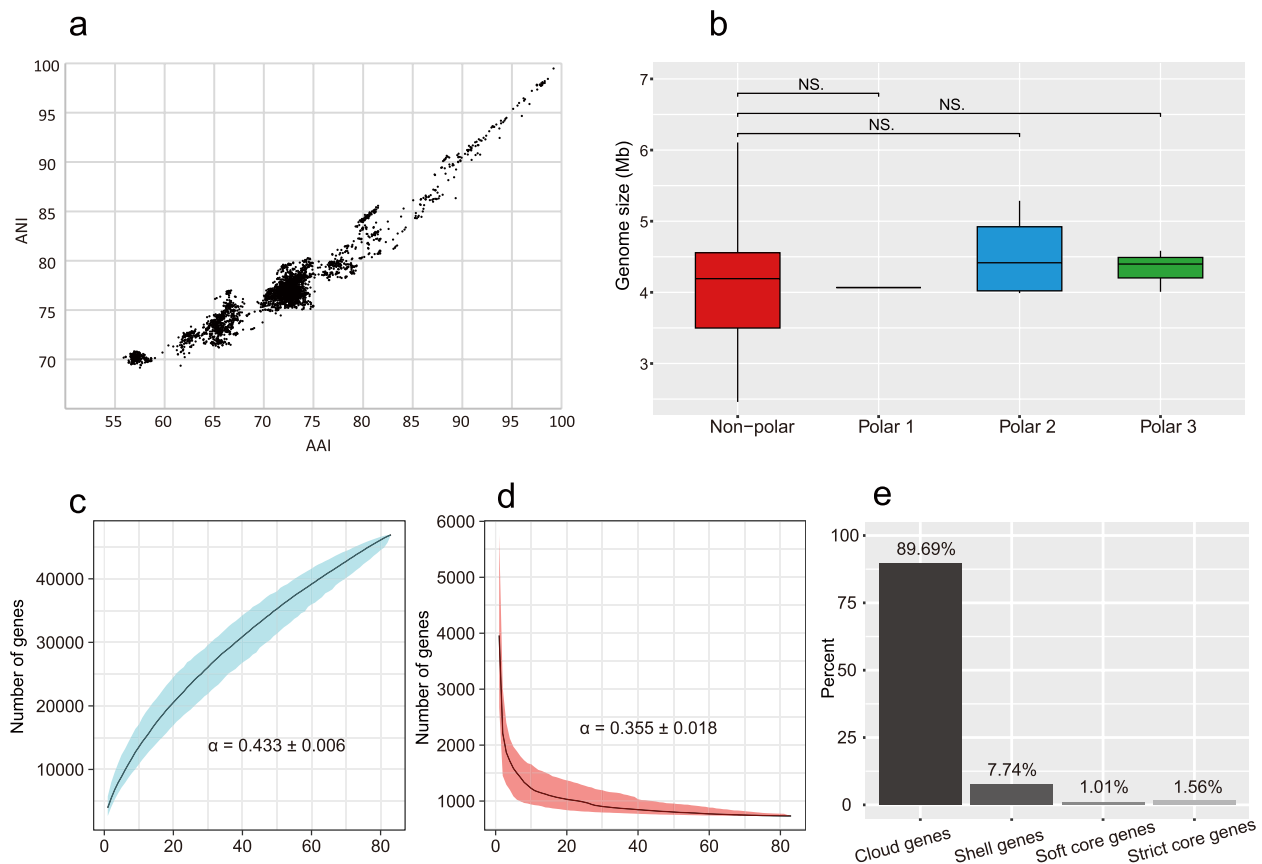 a
100
95
90
85
80
75
70
ANI
55 60 65 70 75 80 85 90 95 100
AAI
b
7
6
5
4
3
Genome size (Mb)
NS.
NS.
NS.
Non−polar Polar 1 Polar 2 Polar 3
c
40000
30000
20000
10000
Number of genes
α = 0.433 ± 0.006
0 20 40 60 80
d
6000
5000
4000
3000
2000
1000
Number of genes
α = 0.355 ± 0.018
0 20 40 60 80
e
100
75
50
25
0
Percent
89.69%
7.74%
1.01%
1.56%
Cloud genes
Shell genes
Soft core genes
Strict core genes